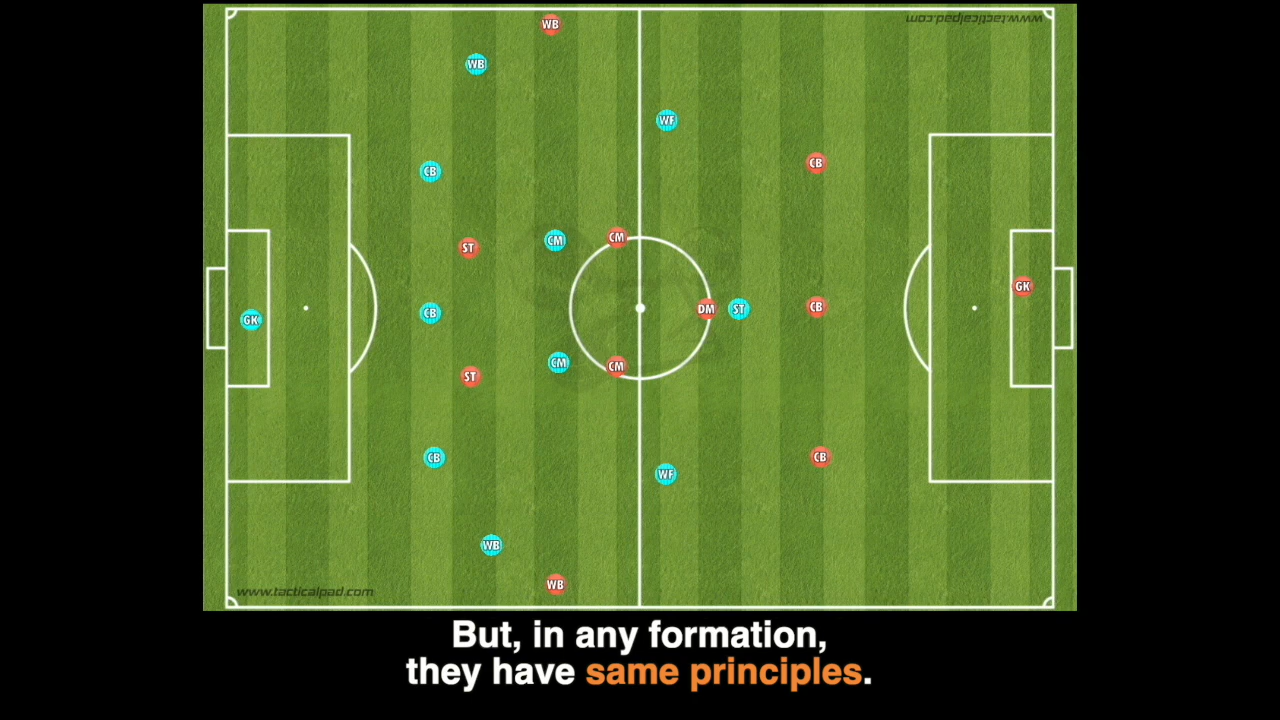 WB
www.tacticalpad.com
WB
WF
CB
CB
CM
CM
ST
GK
GK
CB
DM
ST
CB
CM
CM
ST
CB
CB
WF
WB
WB
www.tacticalpad.com
But, in any formation,
they have same principles.